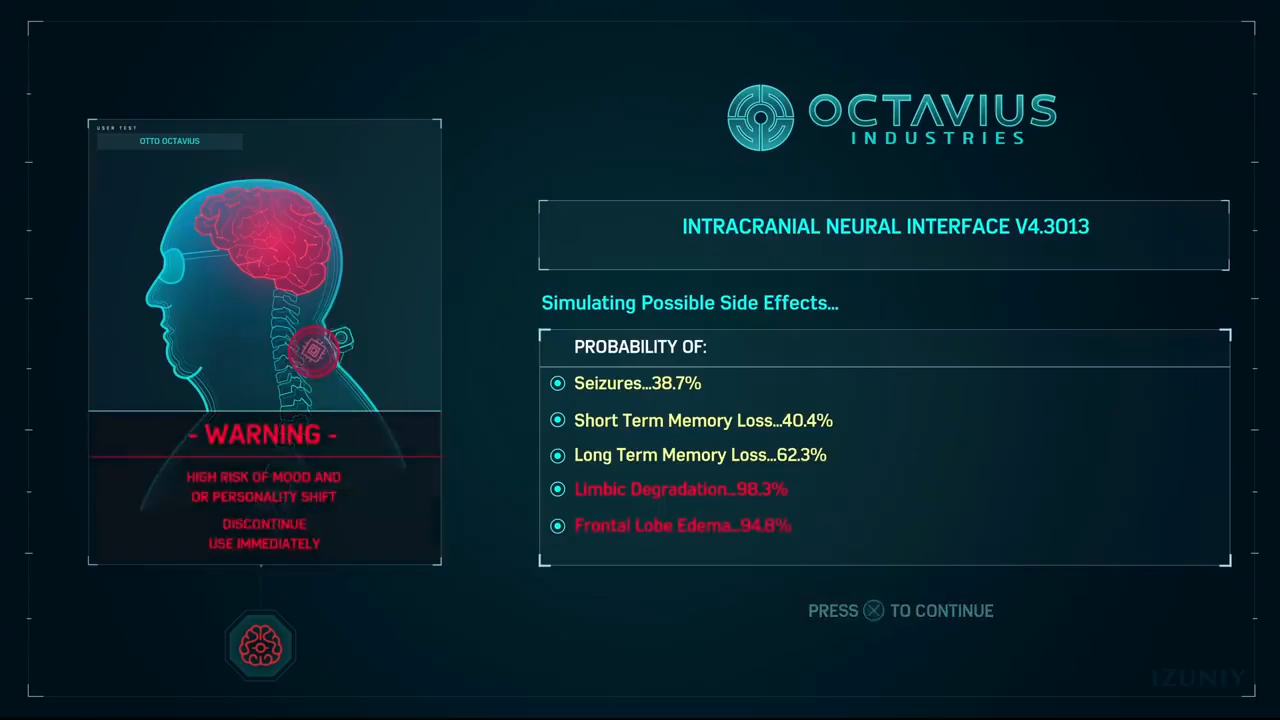 USER TEST
OTTO OCTAVIUS
- WARNING -
HIGH RISK OF MOOD AND
OR PERSONALITY SHIFT
DISCONTINUE
USE IMMEDIATELY
OCTAVIUS
INDUSTRIES
INTRACRANIAL NEURAL INTERFACE V4.3013
Simulating Possible Side Effects...
PROBABILITY OF:
Seizures...38.7%
Short Term Memory Loss...40.4%
Long Term Memory Loss...62.3%
Limbic Degradation...98.3%
Frontal Lobe Edema...94.8%
PRESS ⓧ TO CONTINUE
IZUNIY